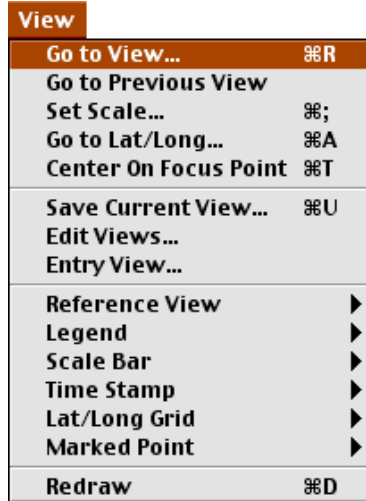 View
Go to View... ⌘R
Go to Previous View
Set Scale... ⌘;
Go to Lat/Long... ⌘A
Center On Focus Point ⌘T
Save Current View... ⌘U
Edit Views...
Entry View...
Reference View
Legend
Scale Bar
Time Stamp
Lat/Long Grid
Marked Point
Redraw ⌘D